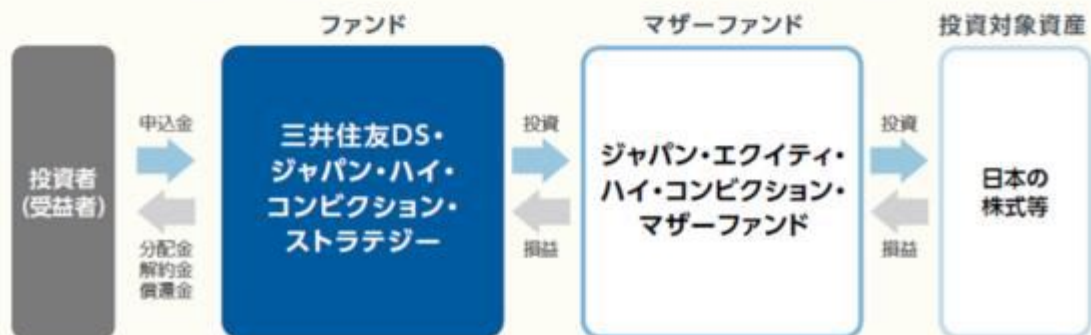 ファンド
マザーファンド
投資対象資産
投資者
(受益者)
申込金
分配金
解約金
償還金
三井住友DS・
ジャパン・ハイ・
コンビクション・
ストラテジー
投資
損益
ジャパン・エクイティ・
ハイ・コンビクション・
マザーファンド
投資
損益
日本の
株式等